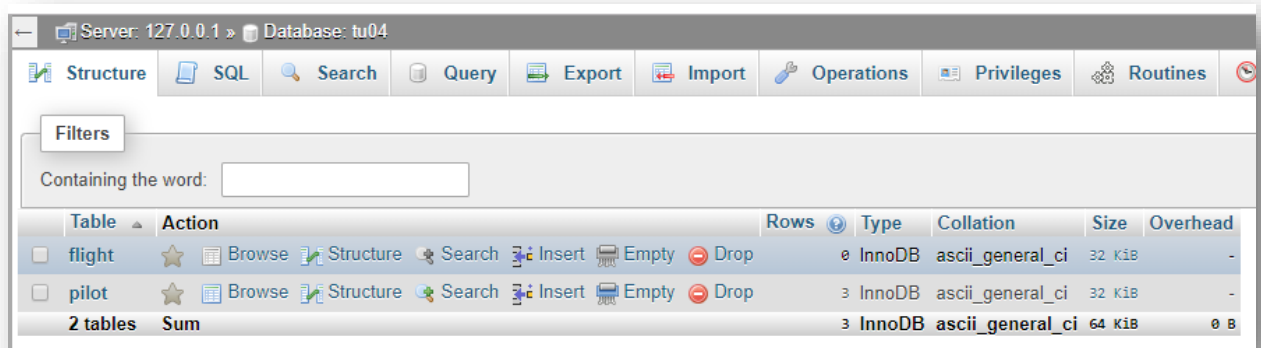 ← Server: 127.0.0.1 » Database: tu04
Structure SQL Search Query Export Import Operations Privileges Routines
Filters
Containing the word:
Table Action Rows Type Collation Size Overhead
flight Browse Structure Search Insert Empty Drop 0 InnoDB ascii_general_ci 32 KiB -
pilot Browse Structure Search Insert Empty Drop 3 InnoDB ascii_general_ci 32 KiB -
2 tables Sum 3 InnoDB ascii_general_ci 64 KiB 0 B